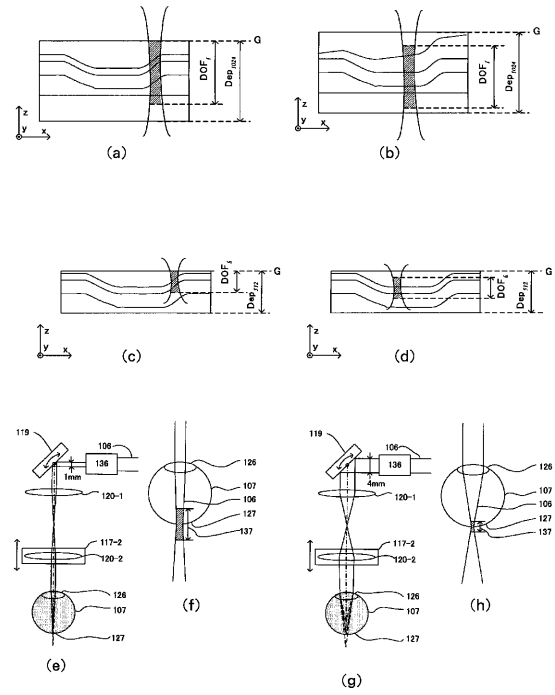 G
DOF₁
Dep1024
z
y
x
(a)
G
DOF₁
Dep1024
z
y
x
(b)
G
DOFs
Dep512
z
y
x
(c)
G
Dep512
z
y
x
(d)
119
106
136
1mm
120-1
117-2
120-2
126
107
127
(e)
126
107
106
127
137
(f)
119
106
136
4mm
120-1
117-2
120-2
126
107
127
(g)
126
107
106
127
137
(h)